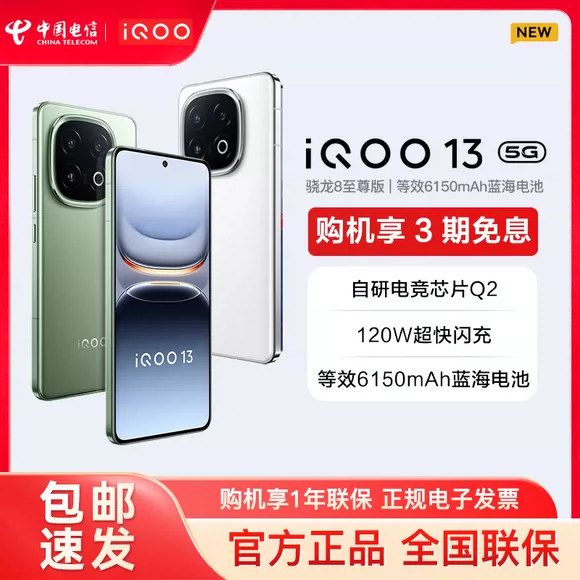 中国电信 iQOO
CHINA TELECOM
NEW
iQOO 13 5G
骁龙8至尊版 | 等效6150mAh蓝海电池
购机享 3 期免息
自研电竞芯片Q2
120W超快闪充
等效6150mAh蓝海电池
iQOO
iQOO 13
包邮
速发
购机享1年联保 正规电子发票
官方正品 全国联保